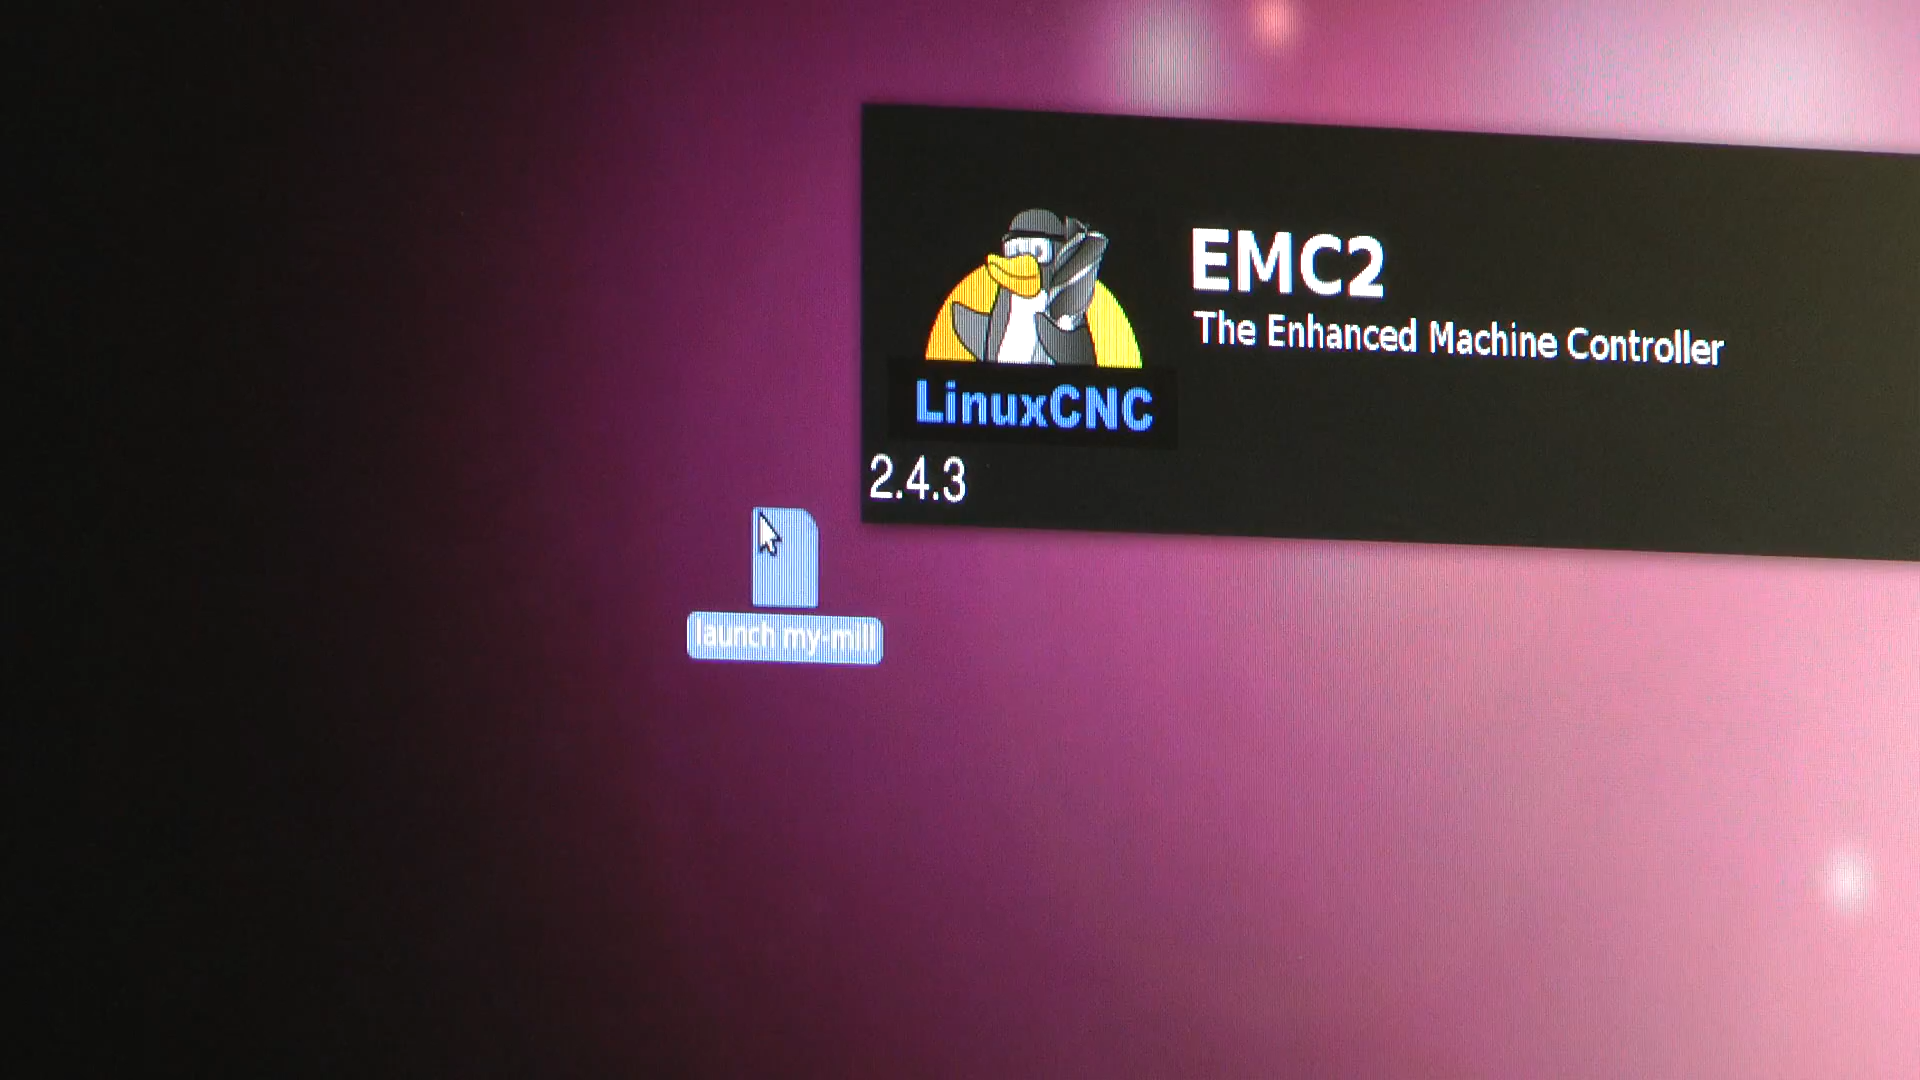 EMC2
The Enhanced Machine Controller
LinuxCNC
2.4.3
launch my-mill